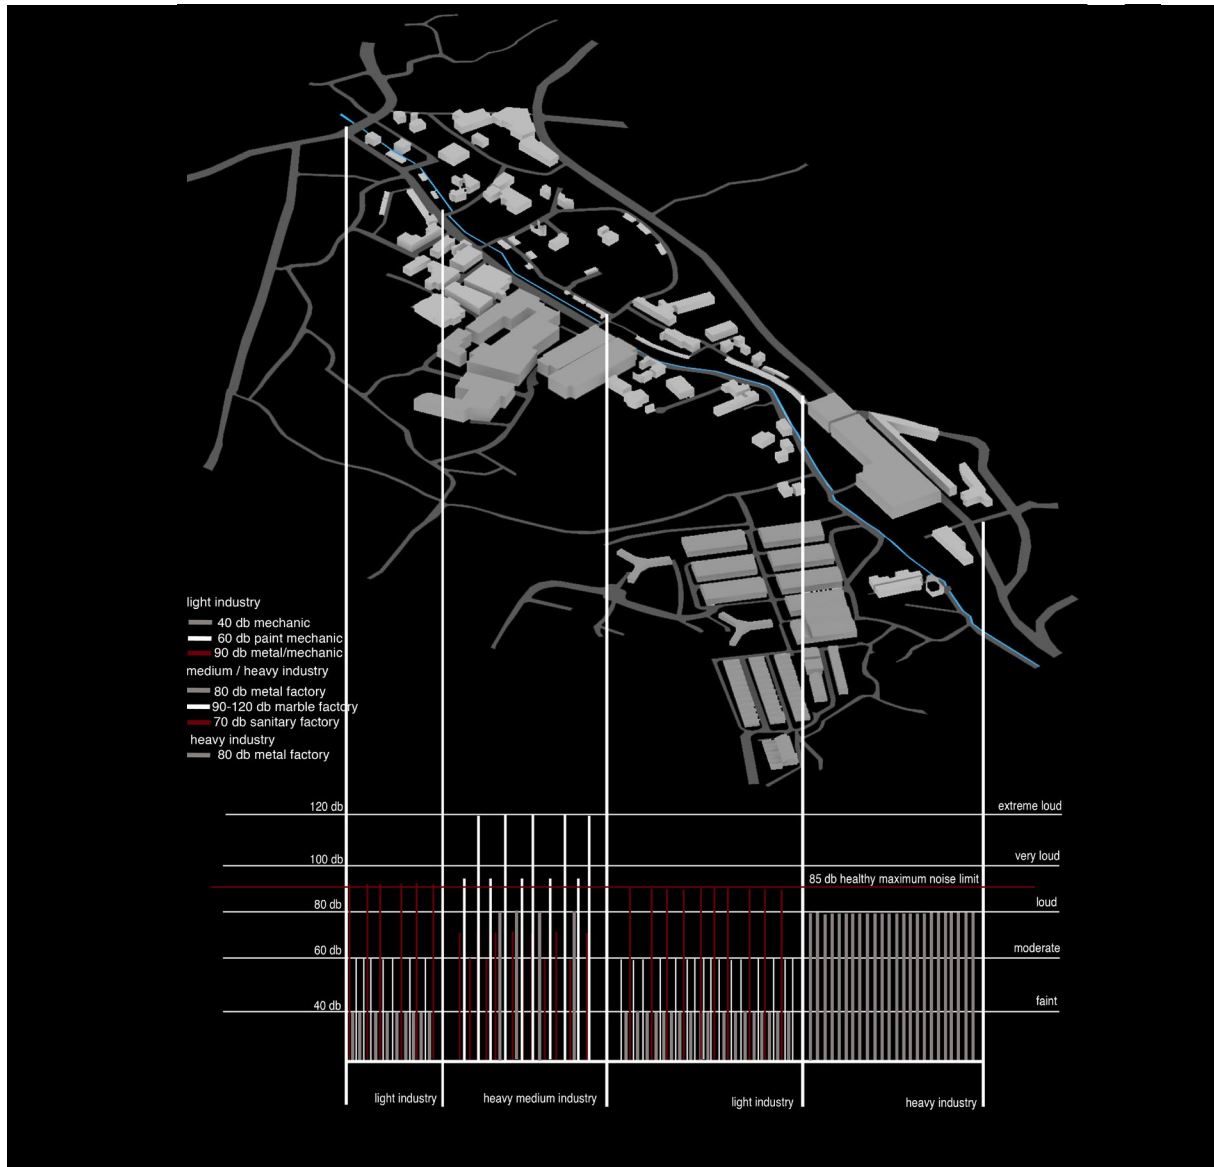 light industry
40 db mechanic
60 db paint mechanic
90 db metal/mechanic
medium / heavy industry
80 db metal factory
90-120 db marble factory
70 db sanitary factory
heavy industry
80 db metal factory
120 db
extreme loud
100 db
very loud
85 db healthy maximum noise limit
80 db
loud
60 db
moderate
40 db
faint
light industry
heavy medium industry
light industry
heavy industry